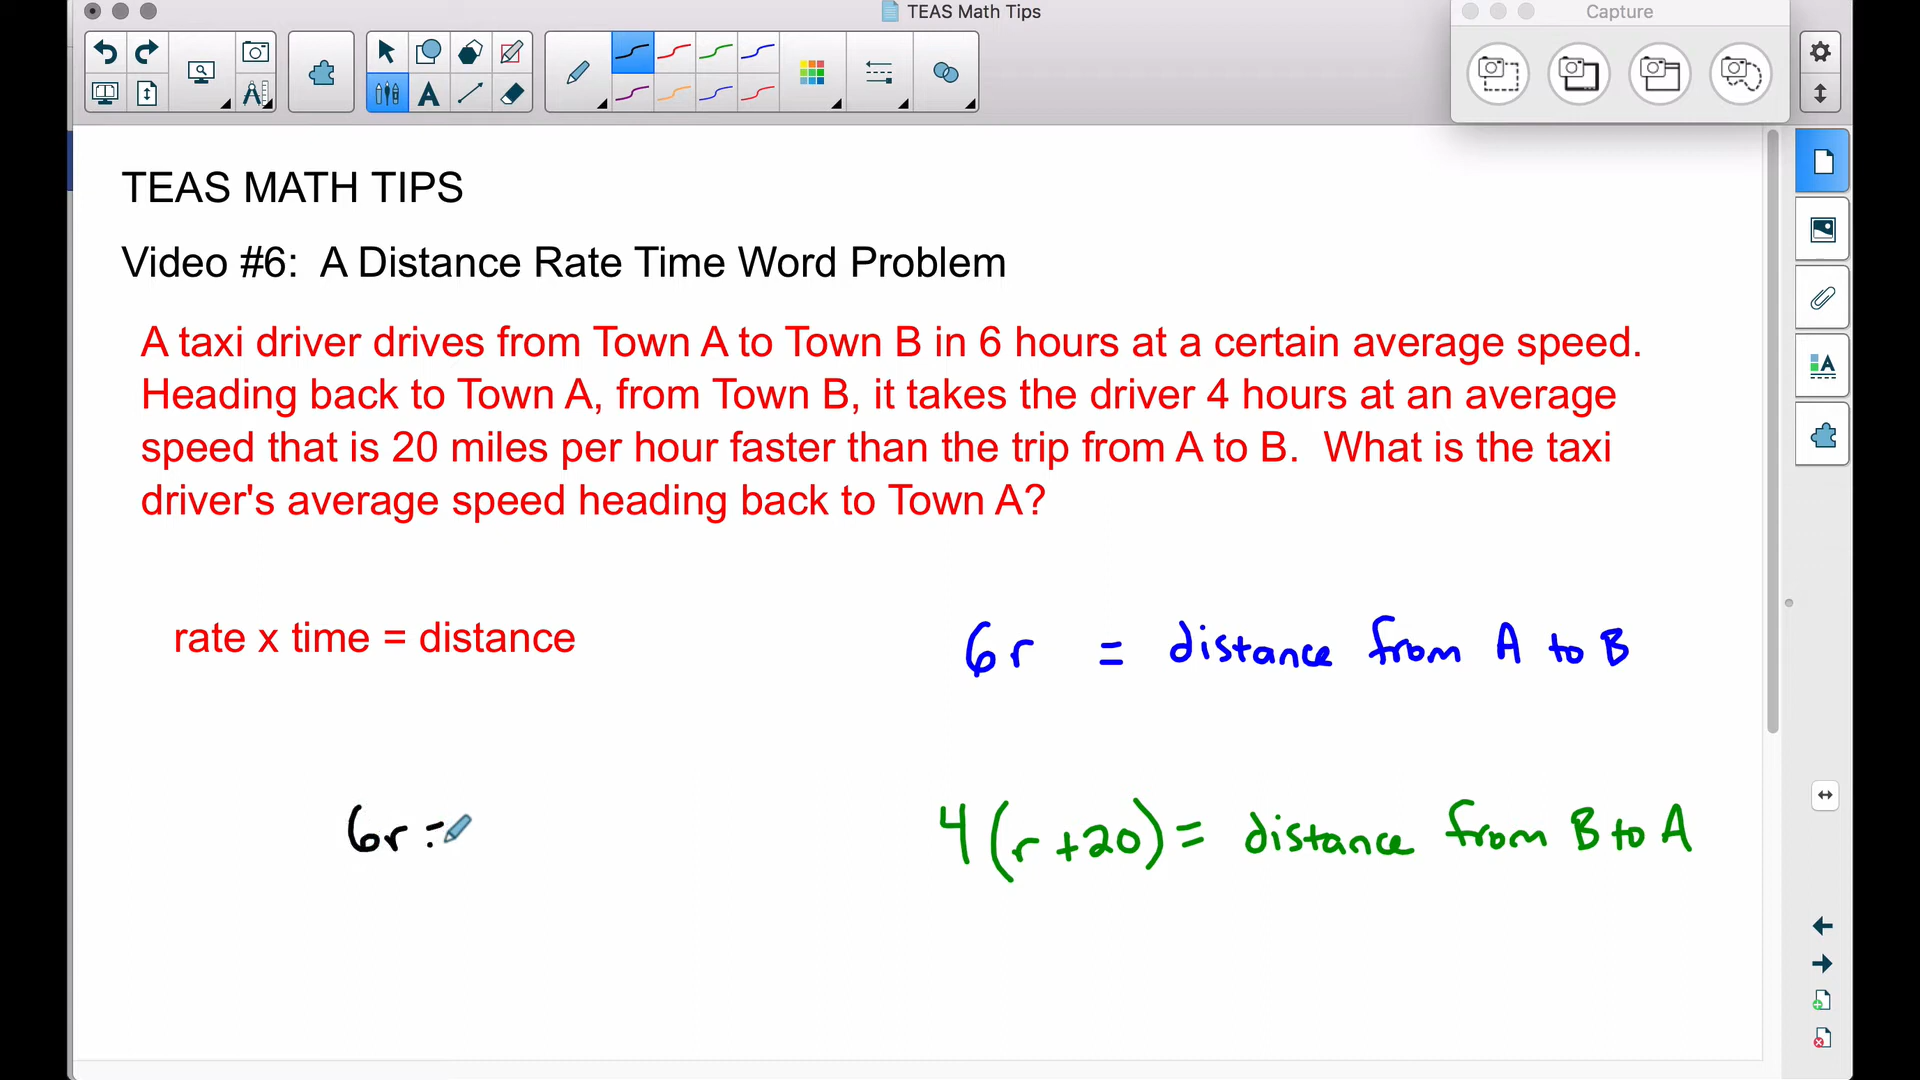 TEAS Math Tips
Capture
TEAS MATH TIPS
Video #6: A Distance Rate Time Word Problem
A taxi driver drives from Town A to Town B in 6 hours at a certain average speed.
Heading back to Town A, from Town B, it takes the driver 4 hours at an average
speed that is 20 miles per hour faster than the trip from A to B. What is the taxi
driver's average speed heading back to Town A?
rate x time = distance
6r = distance from A to B
6r =
4(r+20) = distance from B to A